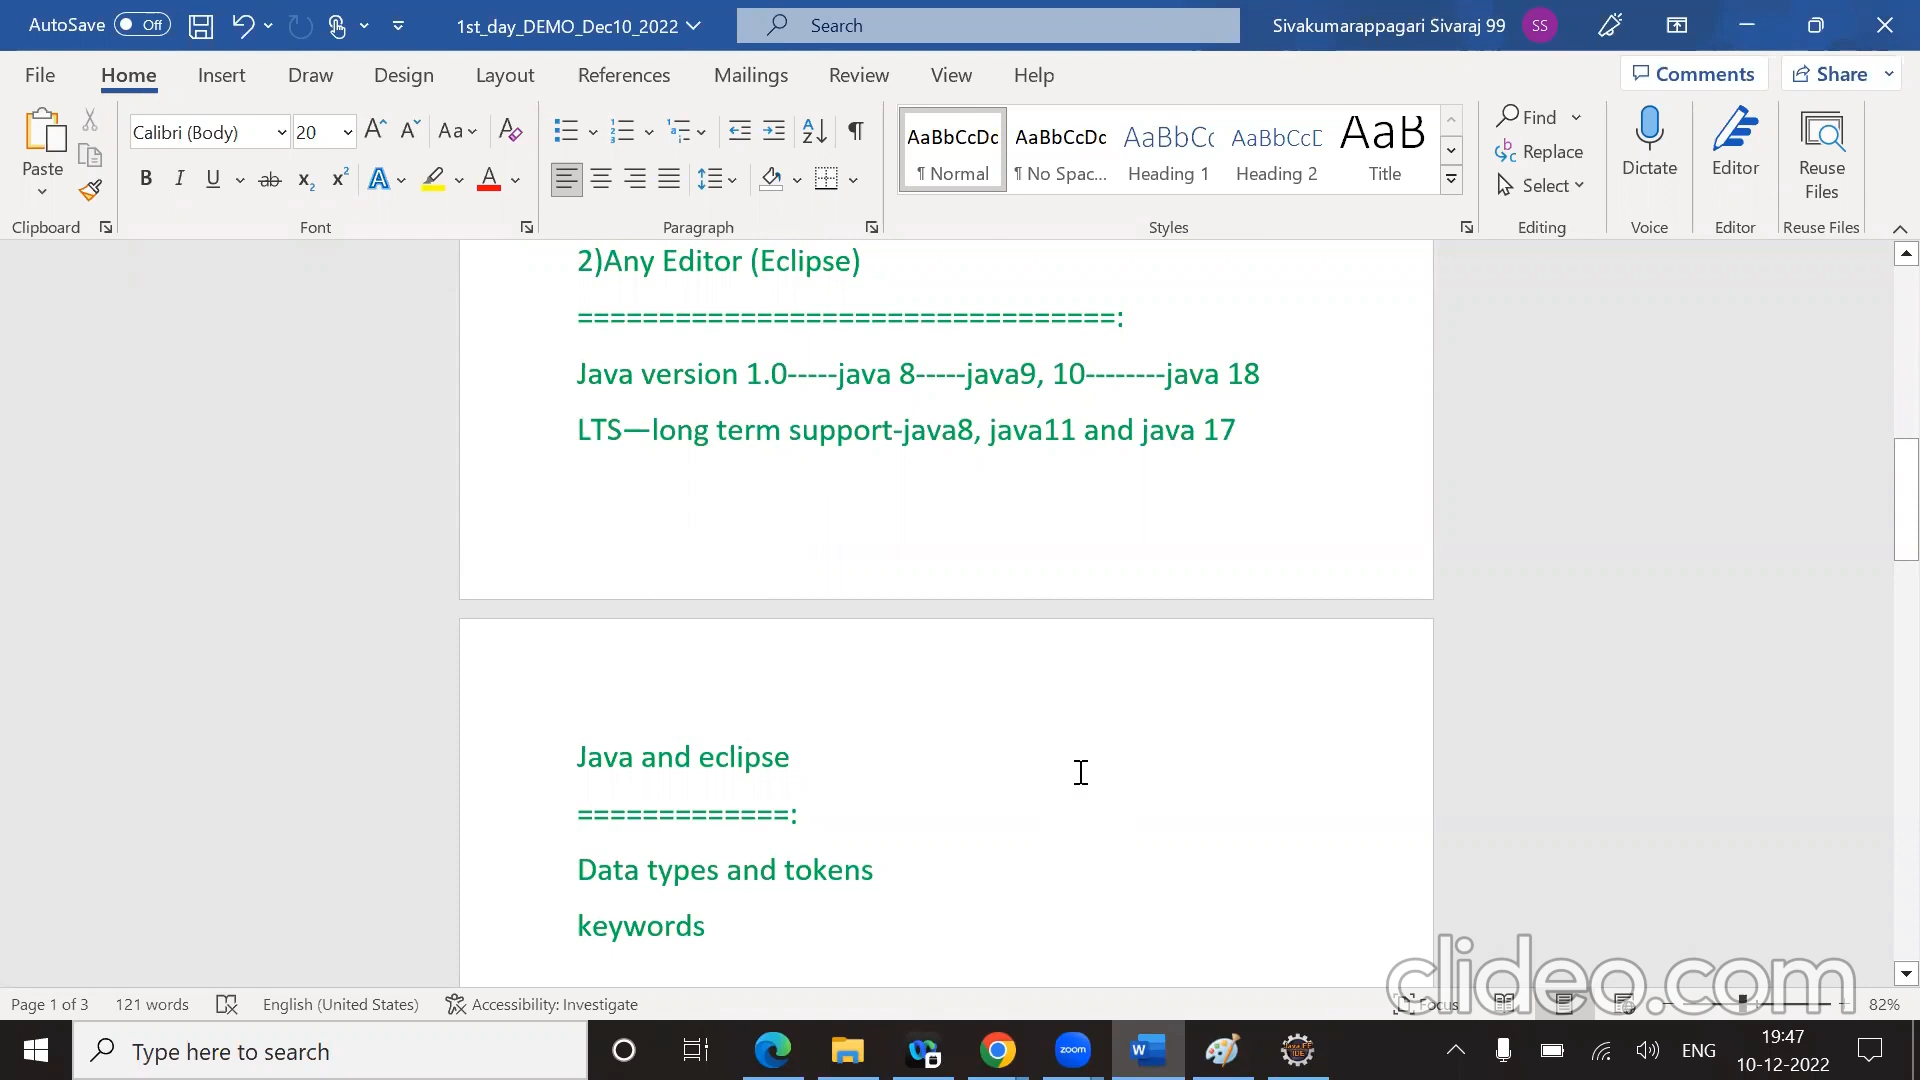 AutoSave Off 1st_day_DEMO_Dec10_2022 Search Sivakumarappagari Sivaraj 99 SS
File Home Insert Draw Design Layout References Mailings Review View Help Comments Share
Paste
Clipboard
Calibri (Body) 20 Aa
Font
Paragraph
AaBbCcDc AaBbCcDc AaBbCc AaBbCcD AaB
¶ Normal ¶ No Spac... Heading 1 Heading 2 Title
Styles
Find
Replace
Select
Editing
Dictate
Voice
Editor
Editor
Reuse
Files
Reuse Files
2)Any Editor (Eclipse)
=================================:
Java version 1.0-----java 8-----java9, 10--------java 18
LTS—long term support-java8, java11 and java 17
Java and eclipse
=============:
Data types and tokens
keywords
clideo.com
Page 1 of 3 121 words English (United States) Accessibility: Investigate Focus 82%
Type here to search zoom ENG 19:47
10-12-2022